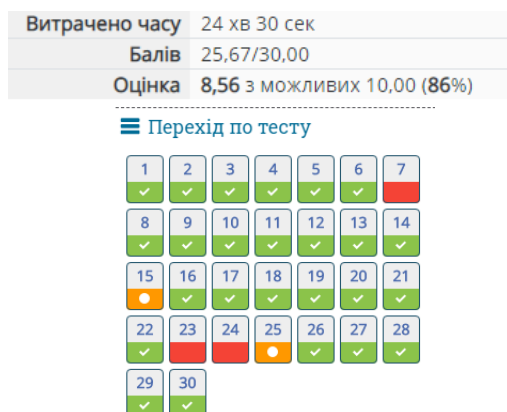 Витрачено часу 24 хв 30 сек
Балів 25,67/30,00
Оцінка 8,56 з можливих 10,00 (86%)
Перехід по тесту
1 2 3 4 5 6 7
8 9 10 11 12 13 14
15 16 17 18 19 20 21
22 23 24 25 26 27 28
29 30